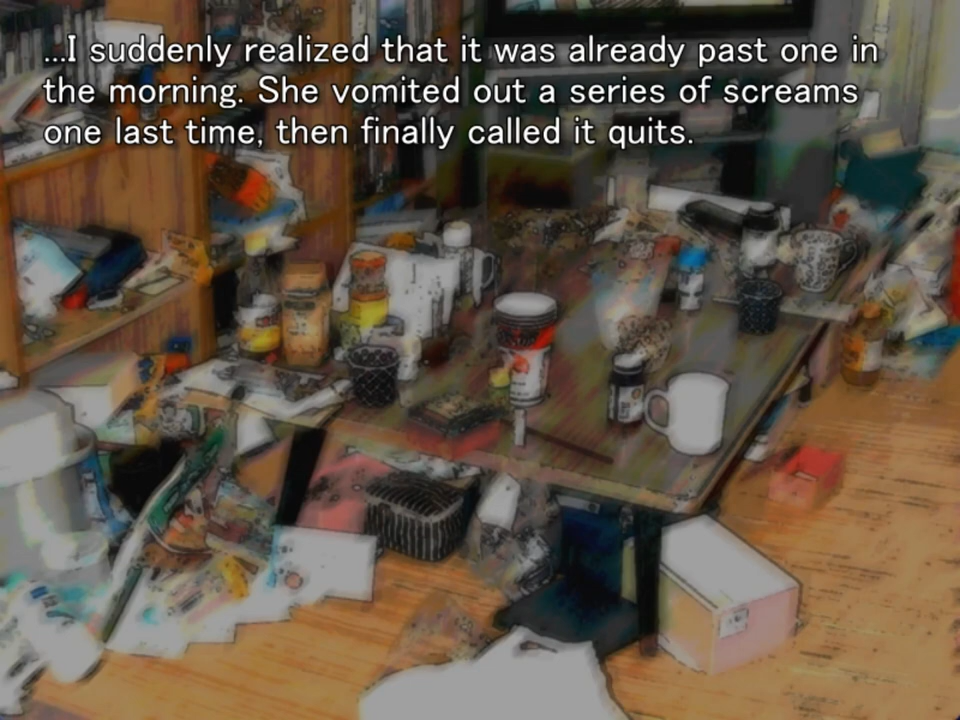 ...I suddenly realized that it was already past one in
the morning. She vomited out a series of screams
one last time, then finally called it quits.